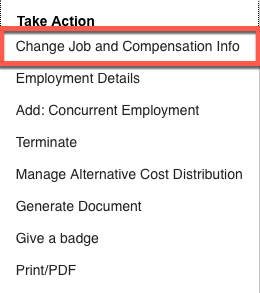 Take Action
Change Job and Compensation Info
Employment Details
Add: Concurrent Employment
Terminate
Manage Alternative Cost Distribution
Generate Document
Give a badge
Print/PDF